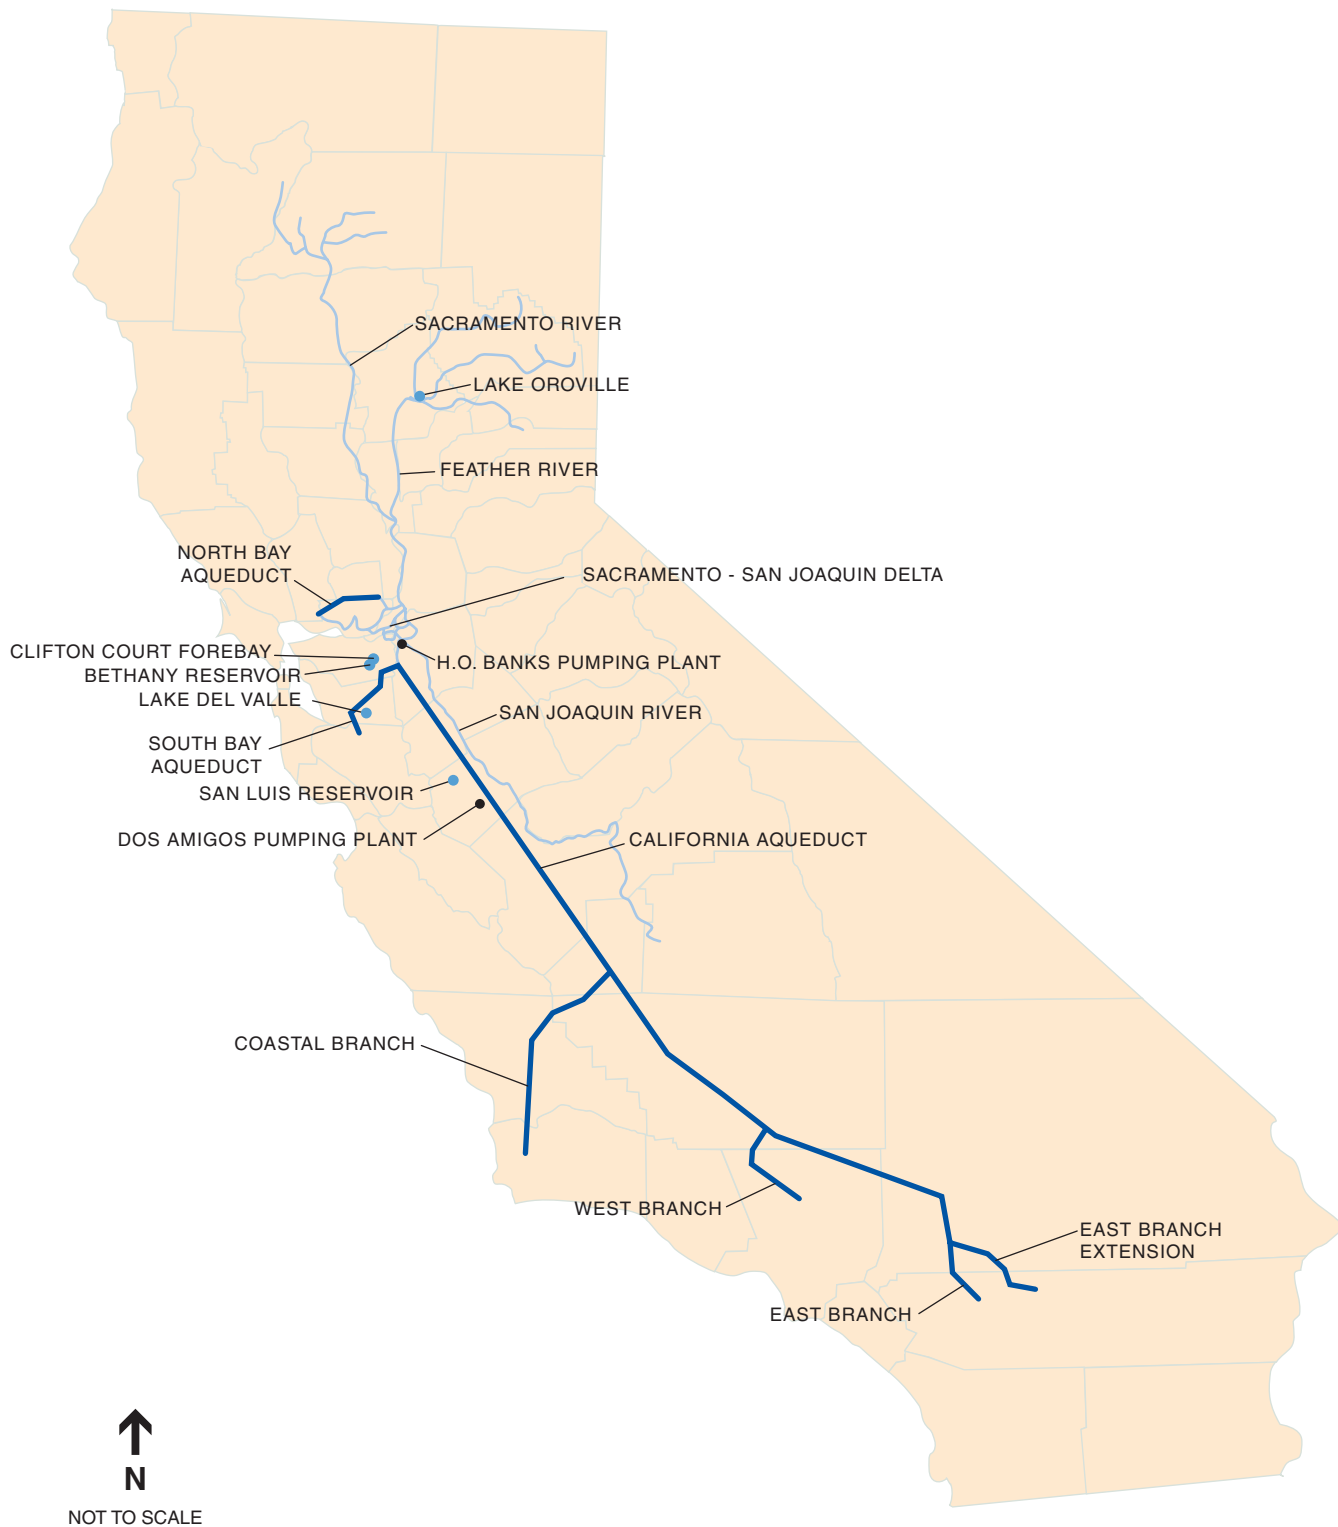 SACRAMENTO RIVER
LAKE OROVILLE
FEATHER RIVER
NORTH BAY
AQUEDUCT
SACRAMENTO - SAN JOAQUIN DELTA
CLIFTON COURT FOREBAY
H.O. BANKS PUMPING PLANT
BETHANY RESERVOIR
LAKE DEL VALLE
SAN JOAQUIN RIVER
SOUTH BAY
AQUEDUCT
SAN LUIS RESERVOIR
DOS AMIGOS PUMPING PLANT
CALIFORNIA AQUEDUCT
COASTAL BRANCH
WEST BRANCH
EAST BRANCH
EXTENSION
EAST BRANCH
N
NOT TO SCALE